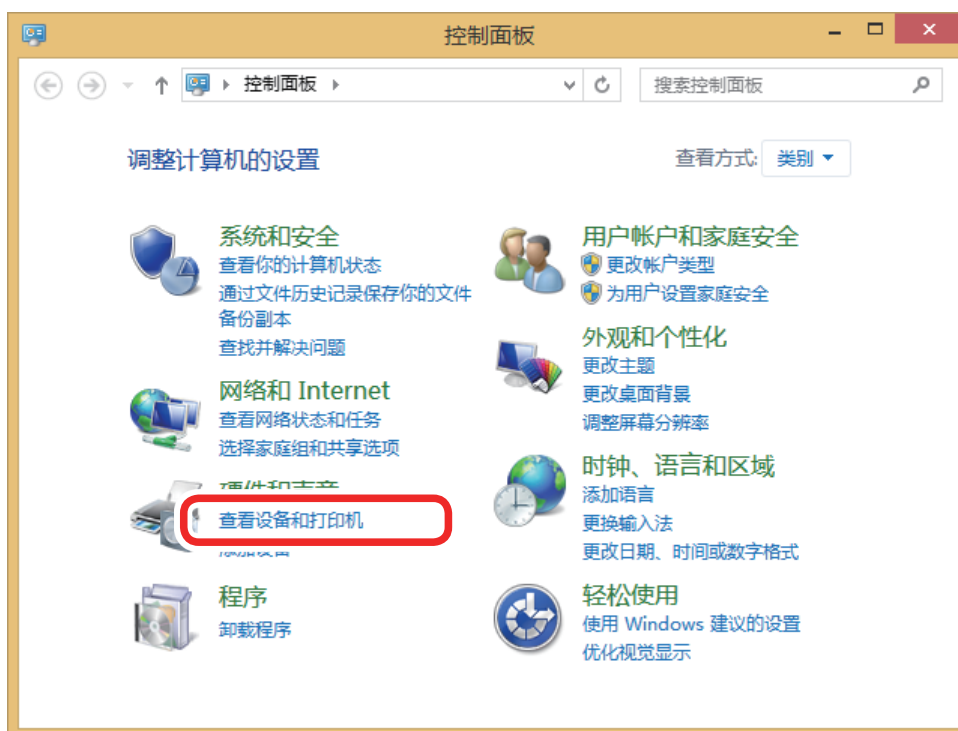 控制面板
控制面板
搜索控制面板
调整计算机的设置
查看方式: 类别
系统和安全
查看你的计算机状态
通过文件历史记录保存你的文件
备份副本
查找并解决问题
网络和 Internet
查看网络状态和任务
选择家庭组和共享选项
硬件和声音
查看设备和打印机
添加设备
程序
卸载程序
用户帐户和家庭安全
更改帐户类型
为用户设置家庭安全
外观和个性化
更改主题
更改桌面背景
调整屏幕分辨率
时钟、语言和区域
添加语言
更换输入法
更改日期、时间或数字格式
轻松使用
使用 Windows 建议的设置
优化视觉显示